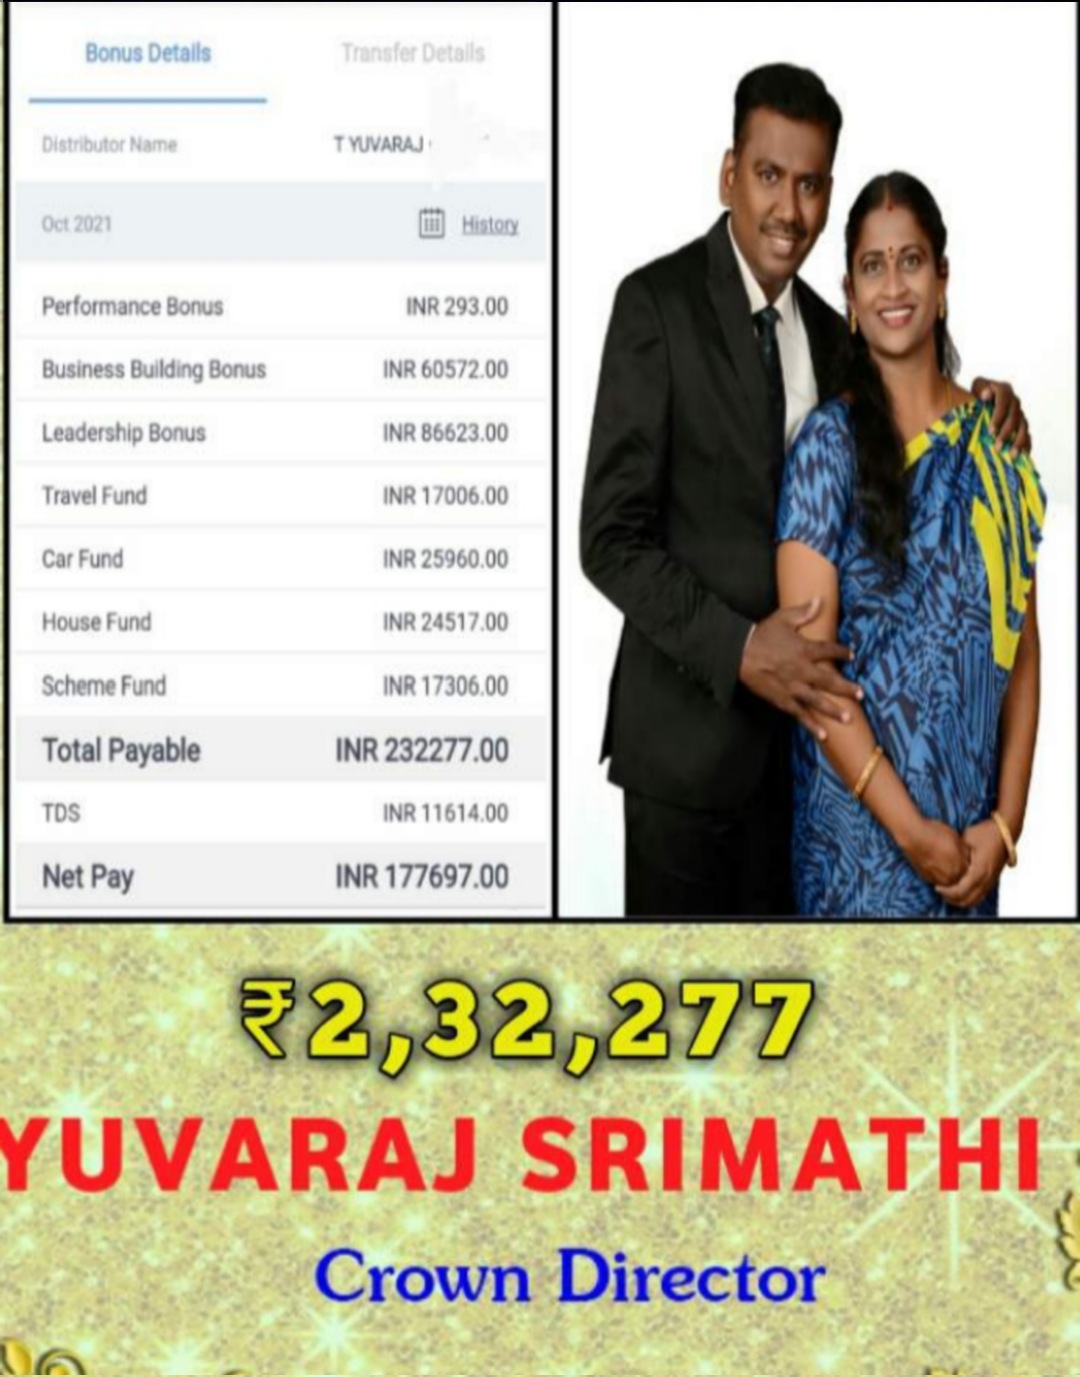 Bonus Details Transfer Details
Distributor Name T YUVARAJ
Oct 2021 History
Performance Bonus INR 293.00
Business Building Bonus INR 60572.00
Leadership Bonus INR 86623.00
Travel Fund INR 17006.00
Car Fund INR 25960.00
House Fund INR 24517.00
Scheme Fund INR 17306.00
Total Payable INR 232277.00
TDS INR 11614.00
Net Pay INR 177697.00
₹2,32,277
YUVARAJ SRIMATHI
Crown Director